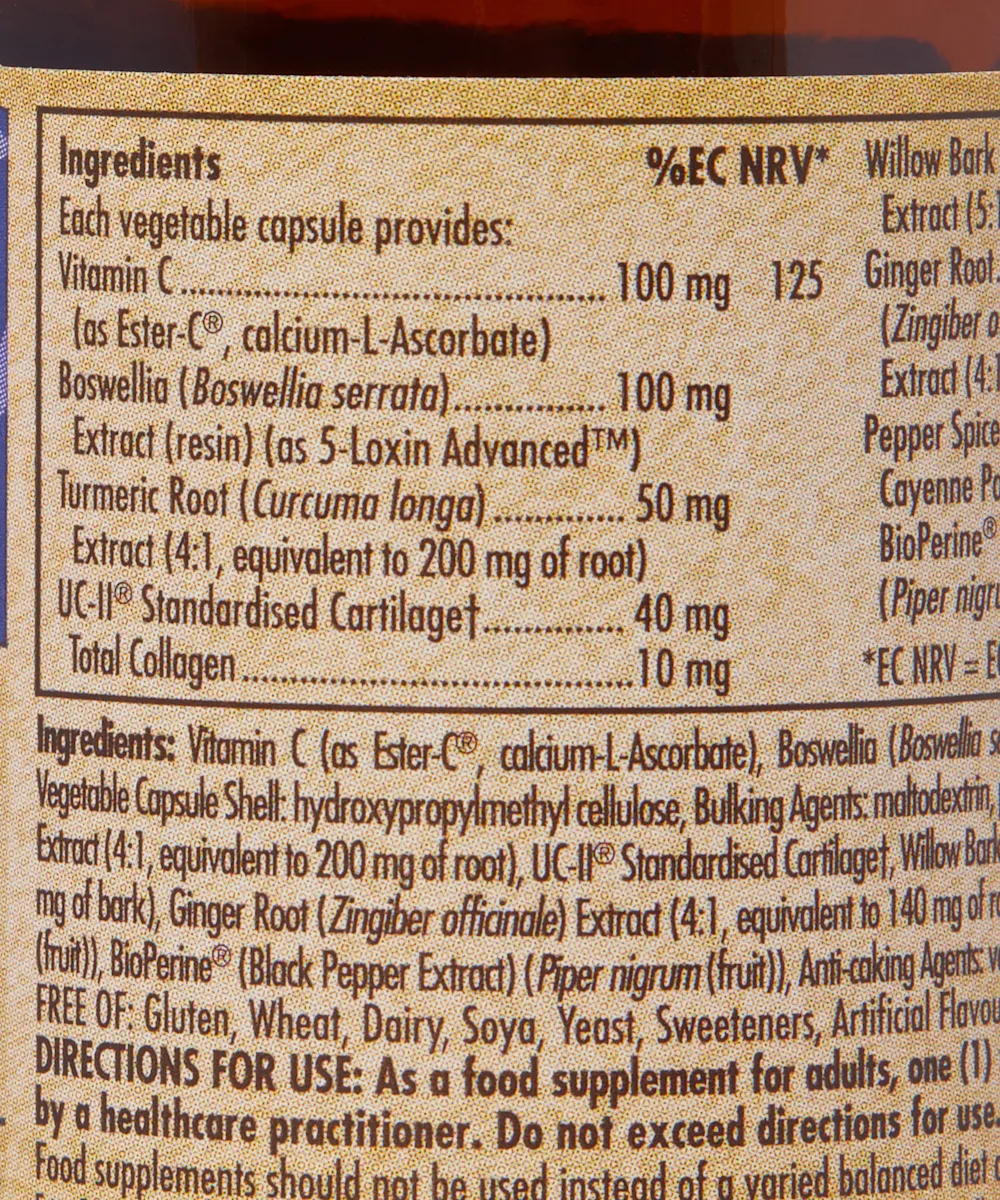 Ingredients %EC NRV*
Each vegetable capsule provides:
Vitamin C........................................ 100 mg 125
(as Ester-C®, calcium-L-Ascorbate)
Boswellia (Boswellia serrata)............... 100 mg
Extract (resin) (as 5-Loxin Advanced™)
Turmeric Root (Curcuma longa) ............. 50 mg
Extract (4:1, equivalent to 200 mg of root)
UC-II® Standardised Cartilage†.............. 40 mg
Total Collagen.......................................10 mg
Willow Bark
Extract (5:
Ginger Root
(Zingiber o
Extract (4:1
Pepper Spice
Cayenne
BioPerine®
(Piper
*EC NRV =
Ingredients: Vitamin C (as Ester-C®, calcium-L-Ascorbate), Boswellia (Boswellia
Vegetable Capsule Shell: hydroxypropylmethyl cellulose, Bulking Agents: maltodextrin,
Extract (4:1, equivalent to 200 mg of root), UC-II® Standardised Cartilage†, Willow Bark
mg of bark), Ginger Root (Zingiber officinale) Extract (4:1, equivalent to 140 mg of
(fruit)), BioPerine® (Black Pepper Extract) (Piper nigrum (fruit)), Anti-caking Agents:
FREE OF: Gluten, Wheat, Dairy, Soya, Yeast, Sweeteners, Artificial
DIRECTIONS FOR USE: As a food supplement for adults, one (1)
by a healthcare practitioner. Do not exceed directions for use.
Food supplements should not be used instead of a varied balanced diet